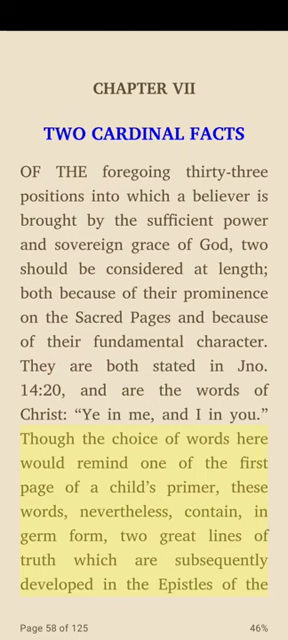 CHAPTER VII
TWO CARDINAL FACTS
OF THE foregoing thirty-three
positions into which a believer is
brought by the sufficient power
and sovereign grace of God, two
should be considered at length;
both because of their prominence
on the Sacred Pages and because
of their fundamental character.
They are both stated in Jno.
14:20, and are the words of
Christ: “Ye in me, and I in you.”
Though the choice of words here
would remind one of the first
page of a child’s primer, these
words, nevertheless, contain, in
germ form, two great lines of
truth which are subsequently
developed in the Epistles of the
Page 58 of 125 46%